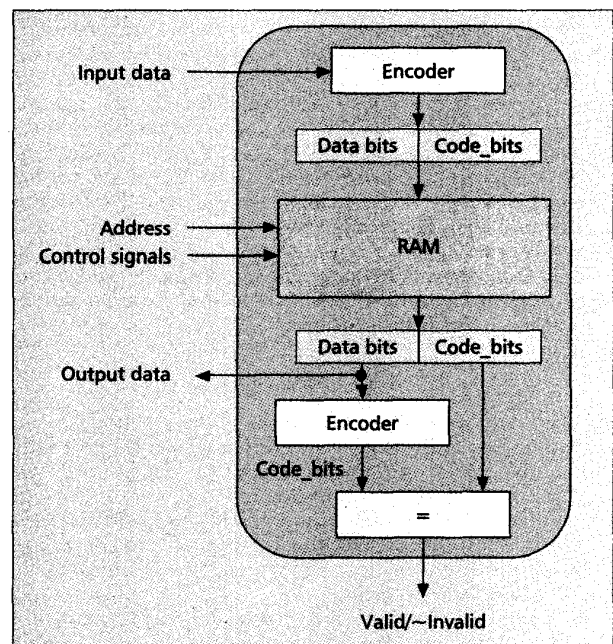 Input data
Encoder
Data bits Code_bits
Address
Control signals
RAM
Data bits Code_bits
Output data
Encoder
Code_bits
=
Valid/~Invalid